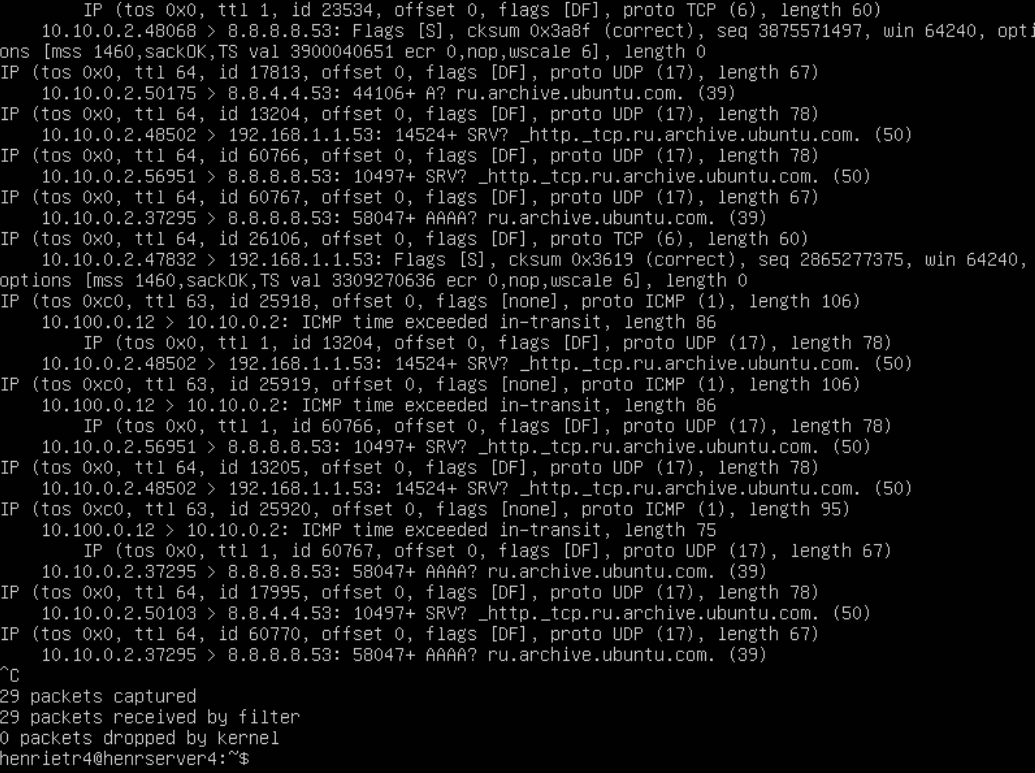 IP (tos 0x0, ttl 1, id 23534, offset 0, flags [DF], proto TCP (6), length 60)
10.10.0.2.48068 > 8.8.8.8.53: Flags [S], cksum 0x3a8f (correct), seq 3875571497, win 64240, opti
ons [mss 1460,sackOK,TS val 3900040651 ecr 0,nop,wscale 6], length 0
IP (tos 0x0, ttl 64, id 17813, offset 0, flags [DF], proto UDP (17), length 67)
10.10.0.2.50175 > 8.8.4.4.53: 44106+ A? ru.archive.ubuntu.com. (39)
IP (tos 0x0, ttl 64, id 13204, offset 0, flags [DF], proto UDP (17), length 78)
10.10.0.2.48502 > 192.168.1.1.53: 14524+ SRV? _http._tcp.ru.archive.ubuntu.com. (50)
IP (tos 0x0, ttl 64, id 60766, offset 0, flags [DF], proto UDP (17), length 78)
10.10.0.2.56951 > 8.8.8.8.53: 10497+ SRV? _http._tcp.ru.archive.ubuntu.com. (50)
IP (tos 0x0, ttl 64, id 60767, offset 0, flags [DF], proto UDP (17), length 67)
10.10.0.2.37295 > 8.8.8.8.53: 58047+ AAAA? ru.archive.ubuntu.com. (39)
IP (tos 0x0, ttl 64, id 26106, offset 0, flags [DF], proto TCP (6), length 60)
10.10.0.2.47832 > 192.168.1.1.53: Flags [S], cksum 0x3619 (correct), seq 2865277375, win 64240,
options [mss 1460,sackOK,TS val 3309270636 ecr 0,nop,wscale 6], length 0
IP (tos 0xc0, ttl 63, id 25918, offset 0, flags [none], proto ICMP (1), length 106)
10.100.0.12 > 10.10.0.2: ICMP time exceeded in-transit, length 86
IP (tos 0x0, ttl 1, id 13204, offset 0, flags [DF], proto UDP (17), length 78)
10.10.0.2.48502 > 192.168.1.1.53: 14524+ SRV? _http._tcp.ru.archive.ubuntu.com. (50)
IP (tos 0xc0, ttl 63, id 25919, offset 0, flags [none], proto ICMP (1), length 106)
10.100.0.12 > 10.10.0.2: ICMP time exceeded in-transit, length 86
IP (tos 0x0, ttl 1, id 60766, offset 0, flags [DF], proto UDP (17), length 78)
10.10.0.2.56951 > 8.8.8.8.53: 10497+ SRV? _http._tcp.ru.archive.ubuntu.com. (50)
IP (tos 0x0, ttl 64, id 13205, offset 0, flags [DF], proto UDP (17), length 78)
10.10.0.2.48502 > 192.168.1.1.53: 14524+ SRV? _http._tcp.ru.archive.ubuntu.com. (50)
IP (tos 0xc0, ttl 63, id 25920, offset 0, flags [none], proto ICMP (1), length 95)
10.100.0.12 > 10.10.0.2: ICMP time exceeded in-transit, length 75
IP (tos 0x0, ttl 1, id 60767, offset 0, flags [DF], proto UDP (17), length 67)
10.10.0.2.37295 > 8.8.8.8.53: 58047+ AAAA? ru.archive.ubuntu.com. (39)
IP (tos 0x0, ttl 64, id 17995, offset 0, flags [DF], proto UDP (17), length 78)
10.10.0.2.50103 > 8.8.4.4.53: 10497+ SRV? _http._tcp.ru.archive.ubuntu.com. (50)
IP (tos 0x0, ttl 64, id 60770, offset 0, flags [DF], proto UDP (17), length 67)
10.10.0.2.37295 > 8.8.8.8.53: 58047+ AAAA? ru.archive.ubuntu.com. (39)
^C
29 packets captured
29 packets received by filter
0 packets dropped by kernel
henrietr4@henrserver4:~$